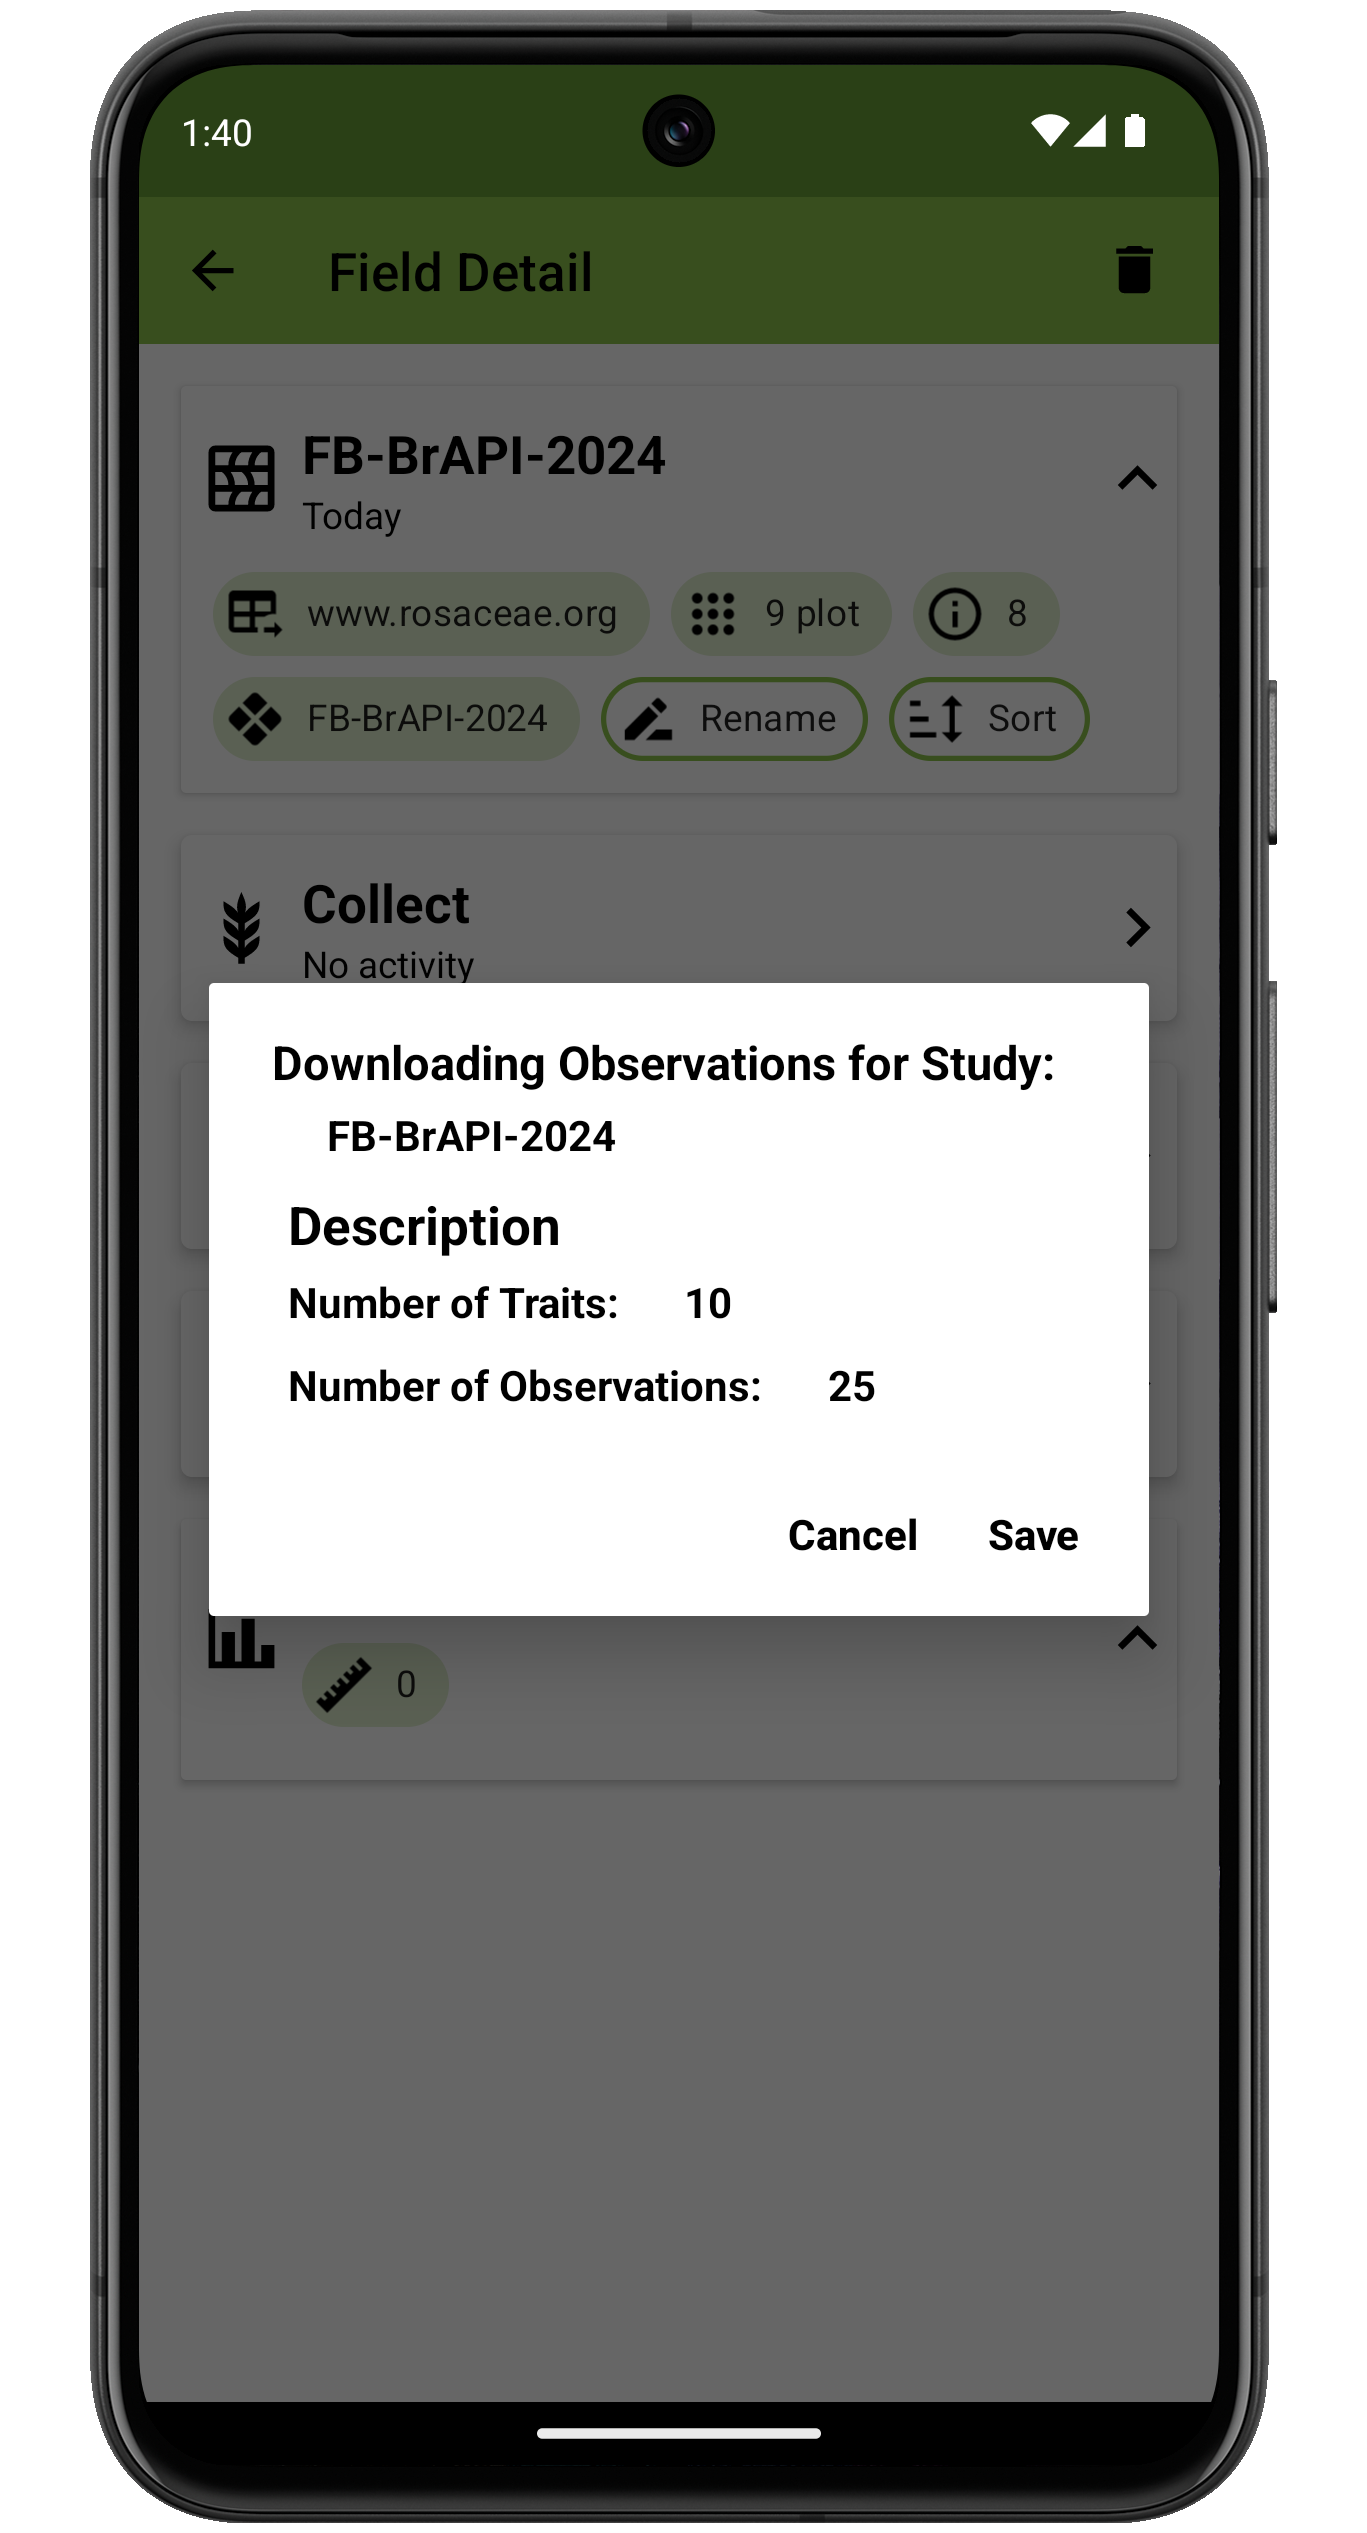 1:40
Field Detail
FB-BrAPI-2024
Today
www.rosaceae.org
9 plot
8
FB-BrAPI-2024
Rename
Sort
Collect
No activity
Downloading Observations for Study:
FB-BrAPI-2024
Description
Number of Traits: 10
Number of Observations: 25
Cancel
Save
0